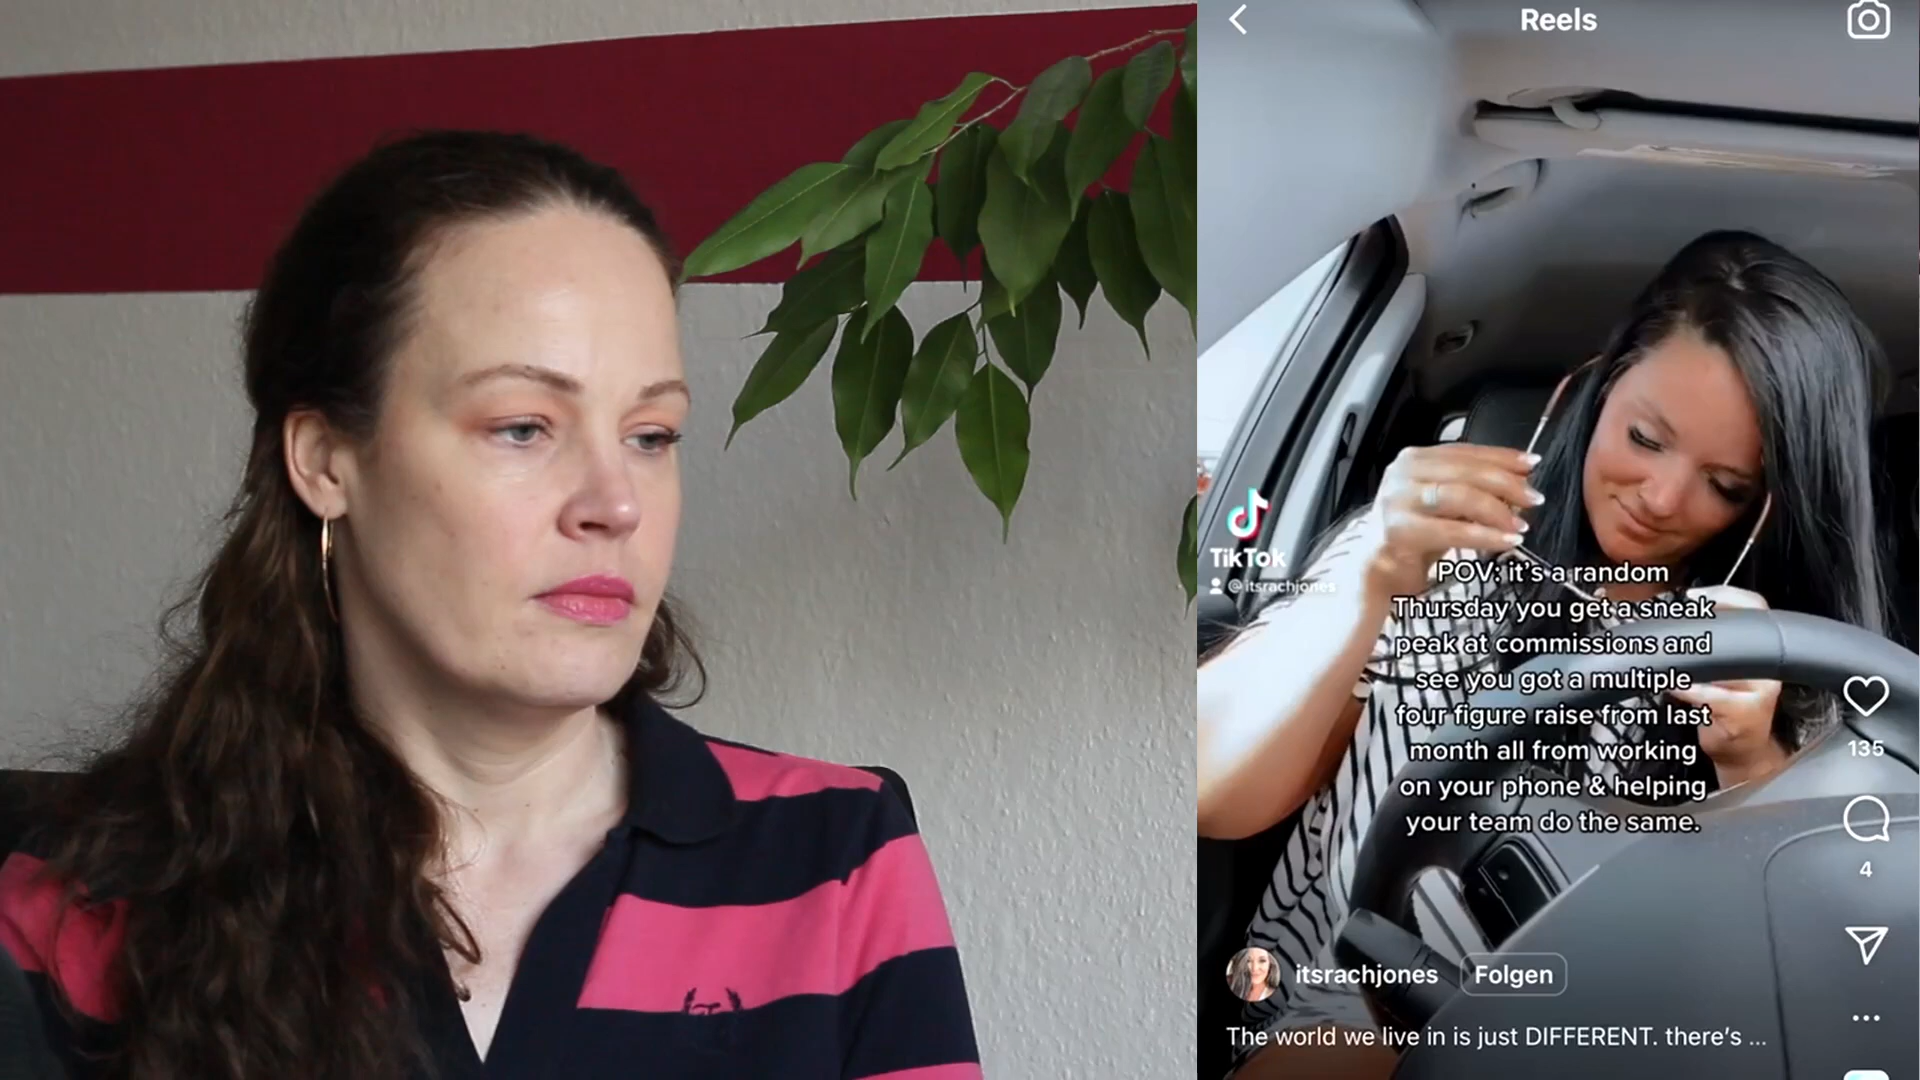 Reels
TikTok
@itsrachjones
POV: it's a random
Thursday you get a sneak
peak at commissions and
see you got a multiple
four figure raise from last
month all from working
on your phone & helping
your team do the same.
135
4
itsrachjones
Folgen
The world we live in is just DIFFERENT. there's ...